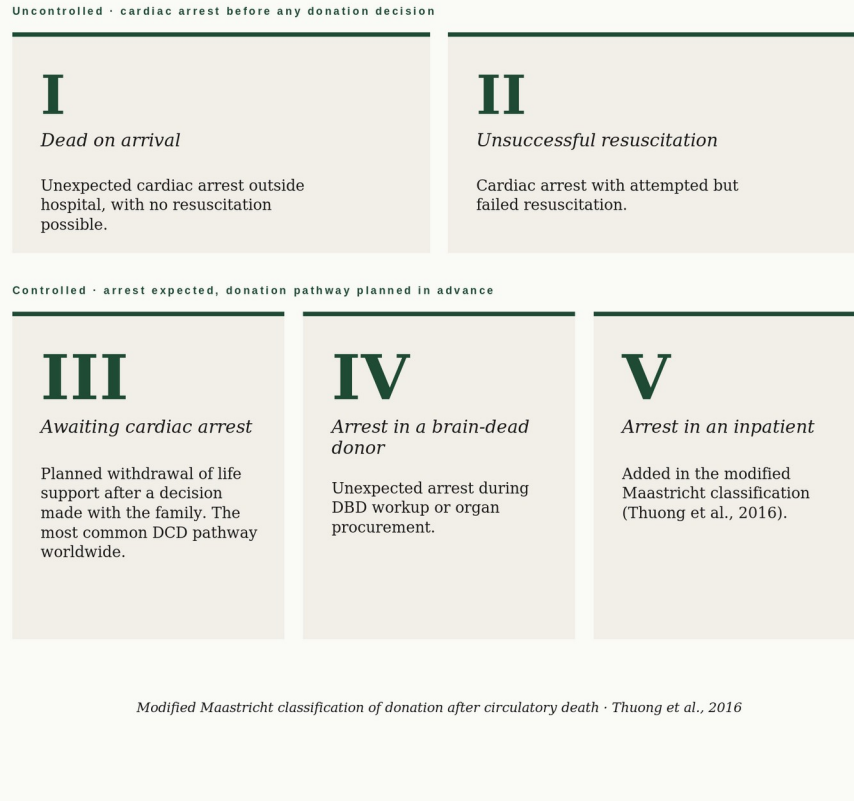 Uncontrolled · cardiac arrest before any donation decision
I
Dead on arrival
Unexpected cardiac arrest outside
hospital, with no resuscitation
possible.
II
Unsuccessful resuscitation
Cardiac arrest with attempted but
failed resuscitation.
Controlled · arrest expected, donation pathway planned in advance
III
Awaiting cardiac arrest
Planned withdrawal of life
support after a decision
made with the family. The
most common DCD pathway
worldwide.
IV
Arrest in a brain-dead
donor
Unexpected arrest during
DBD workup or organ
procurement.
V
Arrest in an inpatient
Added in the modified
Maastricht classification
(Thuong et al., 2016).
Modified Maastricht classification of donation after circulatory death · Thuong et al., 2016